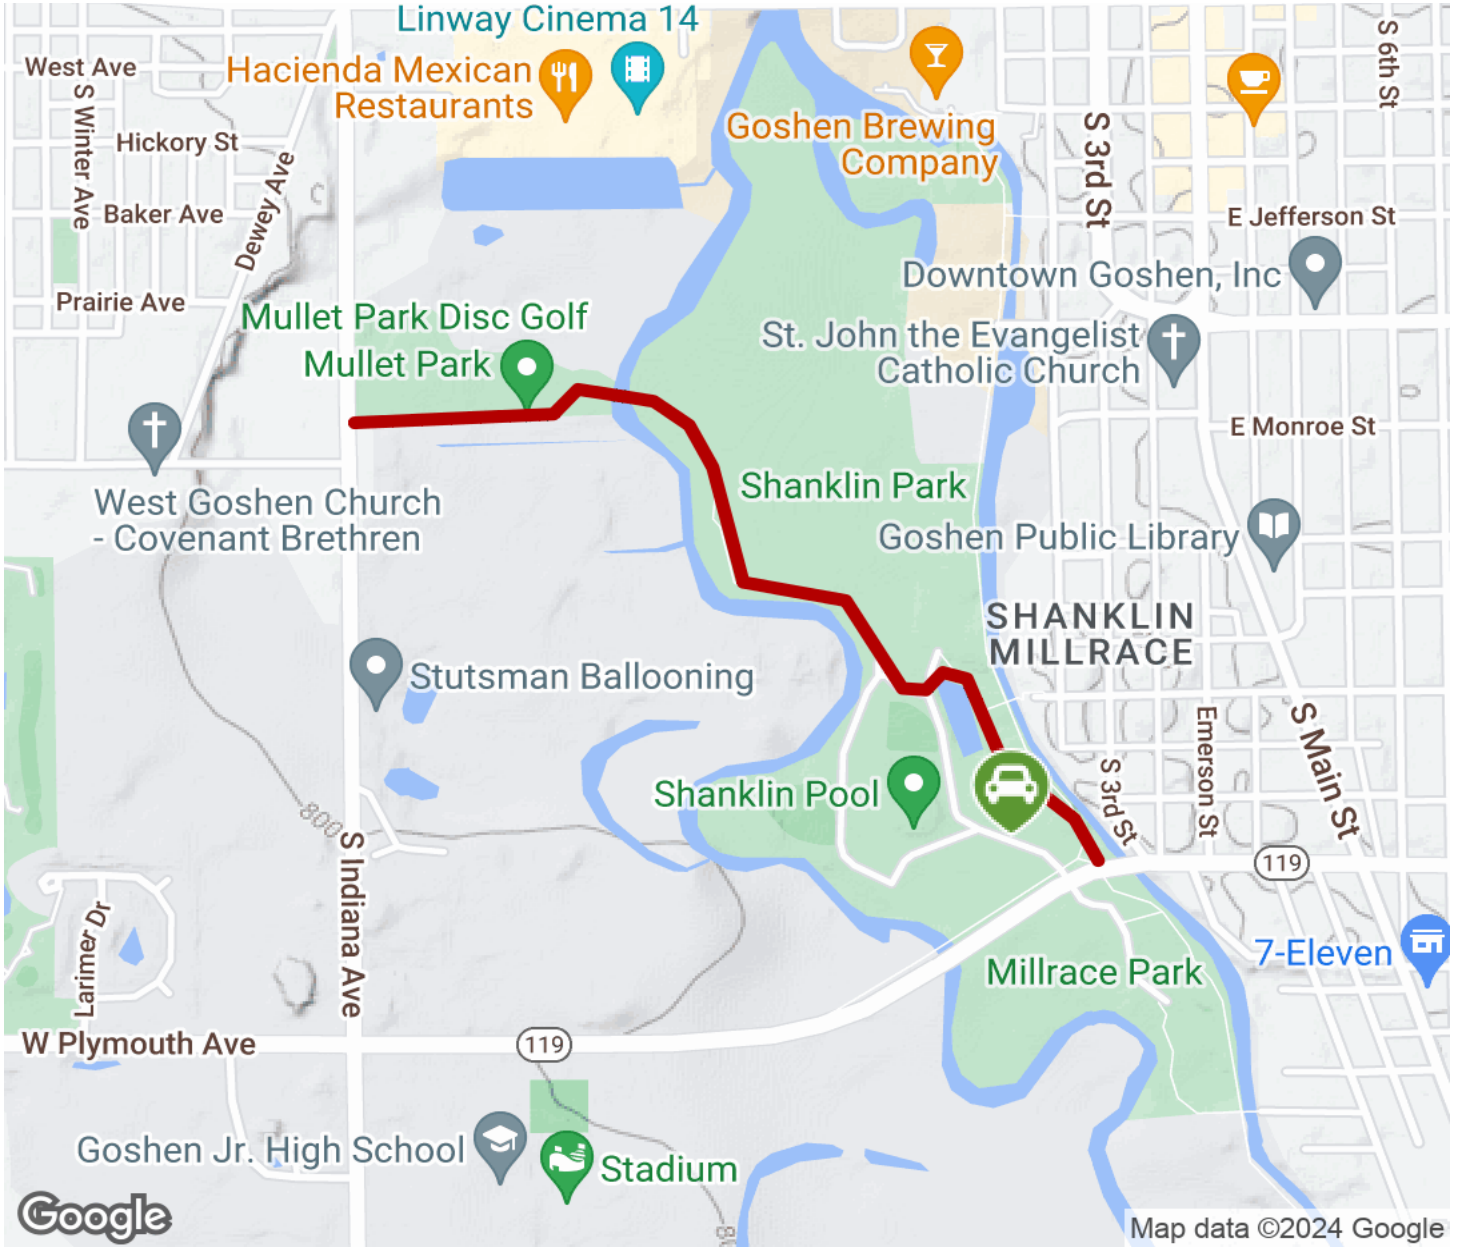 Linway Cinema 14
S 6th St
West Ave
Hacienda Mexican
Restaurants
S Winter Ave
Hickory St
Goshen Brewing
Company
S 3rd St
Dewey Ave
Baker Ave
E Jefferson St
Downtown Goshen, Inc
Prairie Ave
Mullet Park Disc Golf
Mullet Park
St. John the Evangelist
Catholic Church
E Monroe St
Shanklin Park
West Goshen Church
- Covenant Brethren
Goshen Public Library
SHANKLIN
MILLRACE
Stutsman Ballooning
Emerson St
S Main St
Shanklin Pool
S 3rd St
800
S Indiana Ave
119
Larimer Dr
7-Eleven
Millrace Park
W Plymouth Ave
119
Goshen Jr. High School
Stadium
Google
Map data ©2024 Google